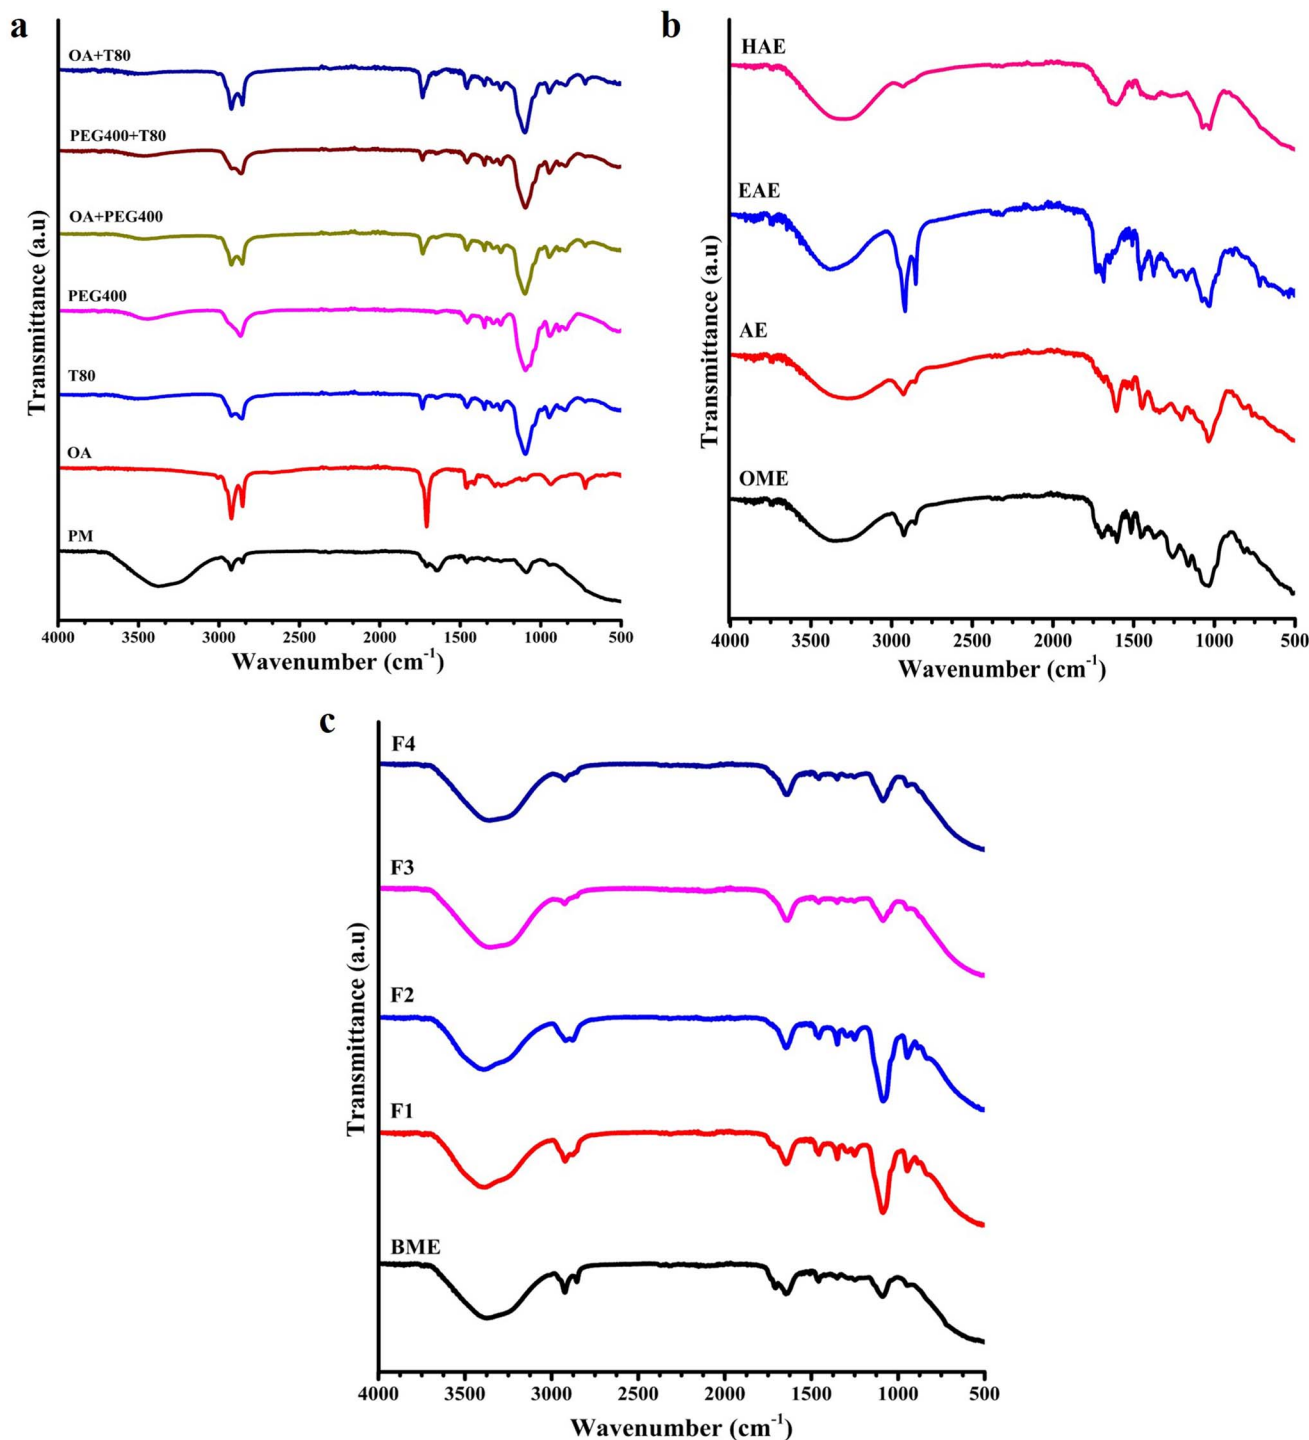 a
OA+T80
PEG400+T80
OA+PEG400
PEG400
T80
OA
PM
Transmittance (a.u)
4000 3500 3000 2500 2000 1500 1000 500
Wavenumber (cm⁻¹)
b
HAE
EAE
AE
OME
Transmittance (a.u)
4000 3500 3000 2500 2000 1500 1000 500
Wavenumber (cm⁻¹)
c
F4
F3
F2
F1
BME
Transmittance (a.u)
4000 3500 3000 2500 2000 1500 1000 500
Wavenumber (cm⁻¹)